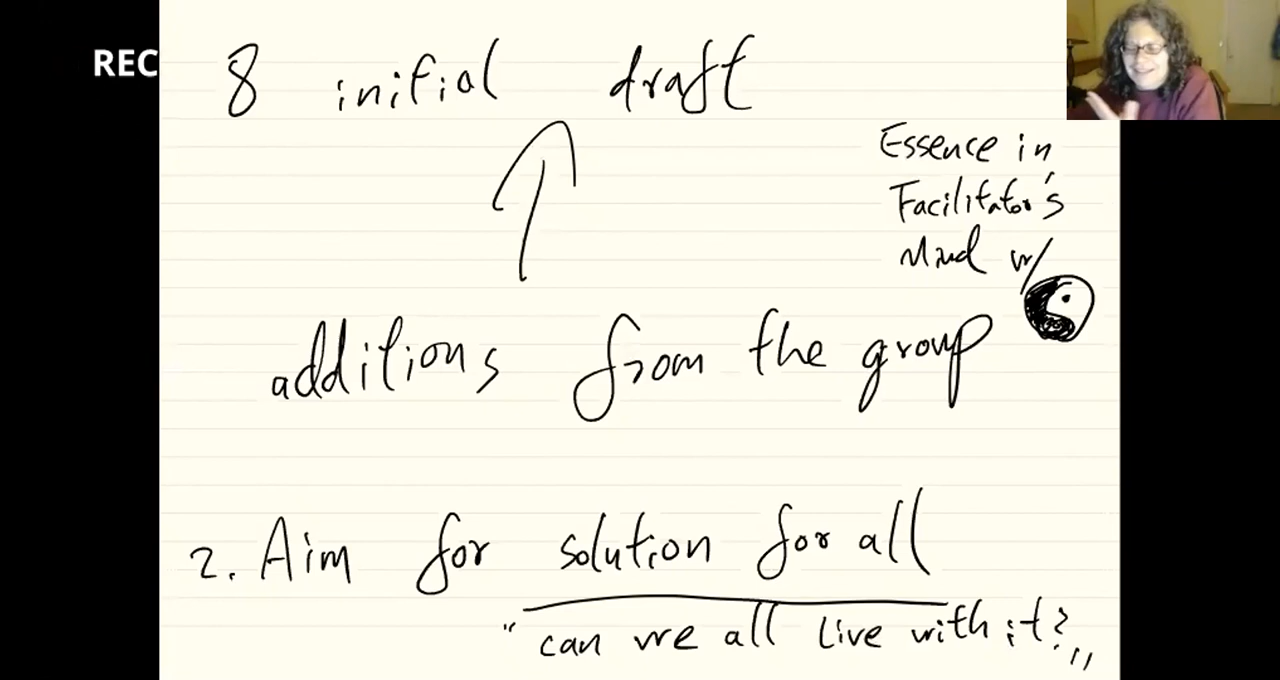 REC
8 initial draft
Essence in
Facilitator's
Mind w/
additions from the group
2. Aim for solution for all
"can we all live with it?"